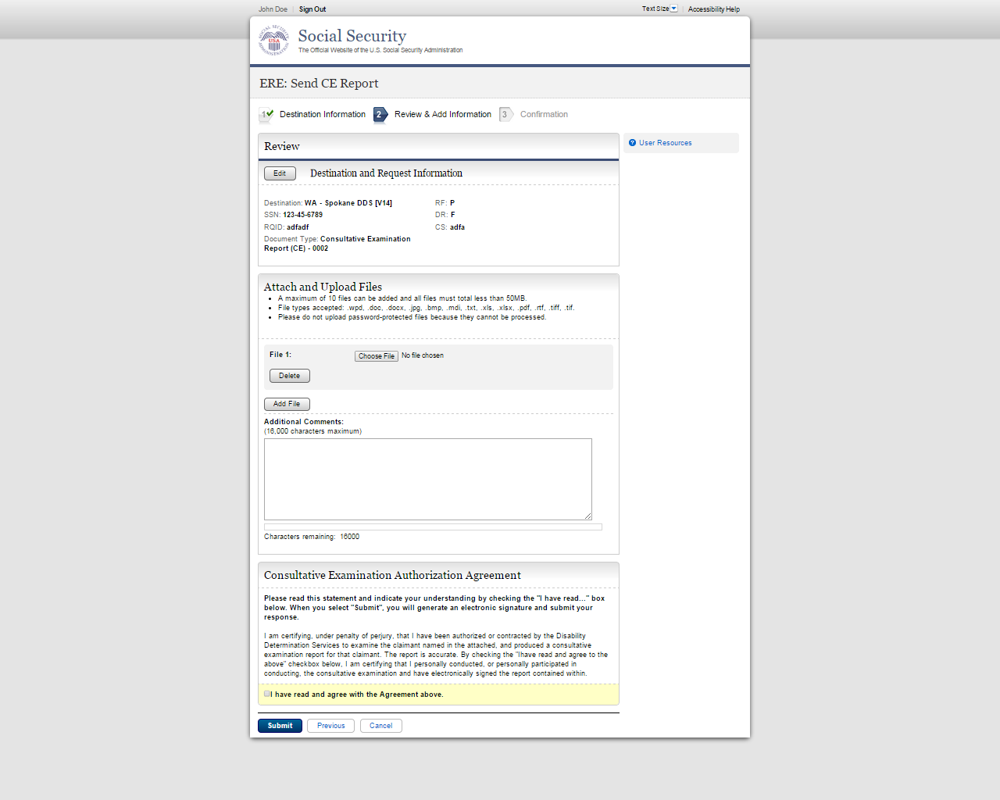 John Doe | Sign Out
Text Size | Accessibility Help
SOCIAL SECURITY ADMINISTRATION
USA
Social Security
The Official Website of the U.S. Social Security Administration
ERE: Send CE Report
1 Destination Information 2 Review & Add Information 3 Confirmation
Review
User Resources
Edit Destination and Request Information
Destination: WA - Spokane DDS [V14] RF: P
SSN: 123-45-6789 DR: F
RQID: adfadf CS: adfa
Document Type: Consultative Examination
Report (CE) - 0002
Attach and Upload Files
• A maximum of 10 files can be added and all files must total less than 50MB.
• File types accepted: .wpd, .doc, .docx, .jpg, .bmp, .mdi, .txt, .xls, .xlsx, .pdf, .rtf, .tiff, .tif.
• Please do not upload password-protected files because they cannot be processed.
File 1: Choose File No file chosen
Delete
Add File
Additional Comments:
(16,000 characters maximum)
Characters remaining: 16000
Consultative Examination Authorization Agreement
Please read this statement and indicate your understanding by checking the "I have read..." box
below. When you select "Submit", you will generate an electronic signature and submit your
response.
I am certifying, under penalty of perjury, that I have been authorized or contracted by the Disability
Determination Services to examine the claimant named in the attached, and produced a consultative
examination report for that claimant. The report is accurate. By checking the "Ihave read and agree to the
above" checkbox below, I am certifying that I personally conducted, or personally participated in
conducting, the consultative examination and have electronically signed the report contained within.
I have read and agree with the Agreement above.
Submit Previous Cancel